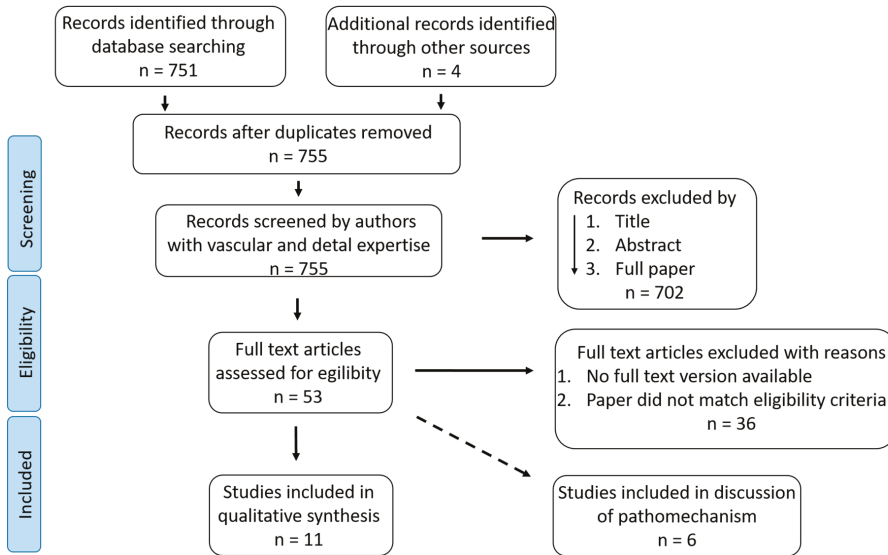 Records identified through
database searching
n = 751
Additional records identified
through other sources
n = 4
Records after duplicates removed
n = 755
Screening
Records screened by authors
with vascular and detal expertise
n = 755
Records excluded by
1. Title
2. Abstract
3. Full paper
n = 702
Eligibility
Full text articles
assessed for egilibity
n = 53
Full text articles excluded with reasons
1. No full text version available
2. Paper did not match eligibility criteria
n = 36
Included
Studies included in
qualitative synthesis
n = 11
Studies included in discussion
of pathomechanism
n = 6